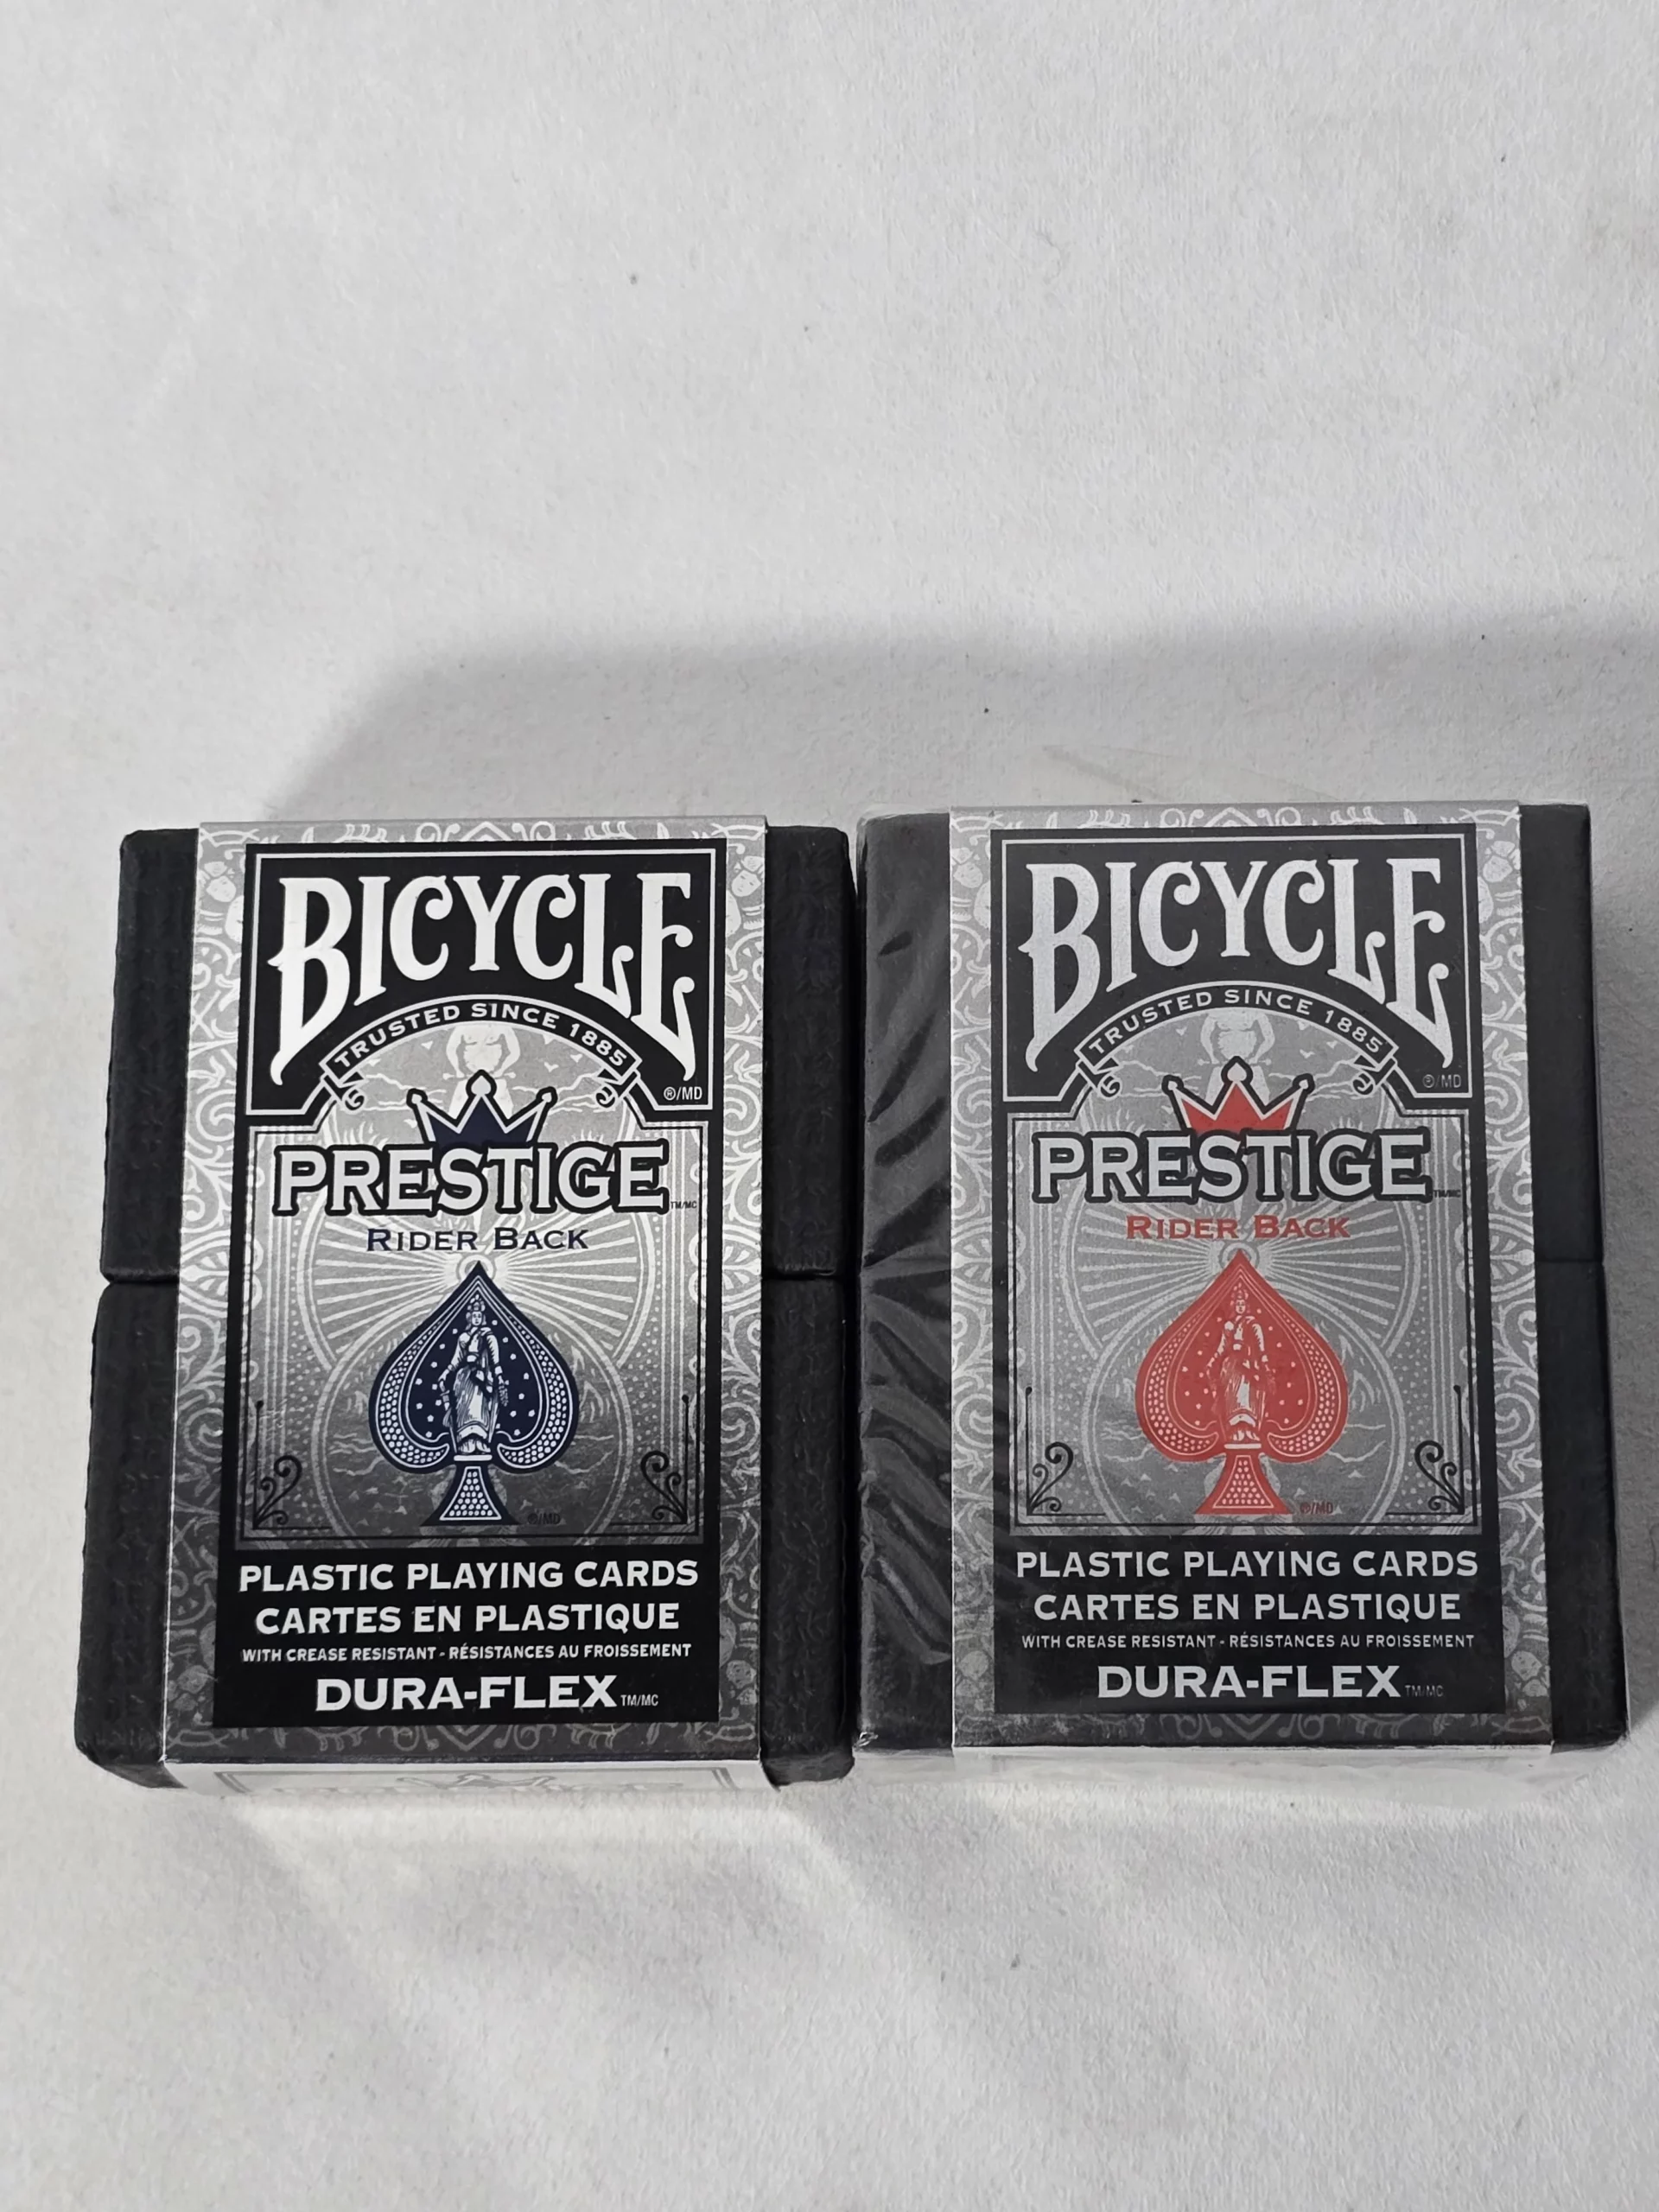 BICYCLE
TRUSTED SINCE 1885
®/MD
PRESTIGE TM/MC
RIDER BACK
®/MD
PLASTIC PLAYING CARDS
CARTES EN PLASTIQUE
WITH CREASE RESISTANT - RÉSISTANCES AU FROISSEMENT
DURA-FLEX TM/MC
BICYCLE
TRUSTED SINCE 1885
®/MD
PRESTIGE TM/MC
RIDER BACK
®/MD
PLASTIC PLAYING CARDS
CARTES EN PLASTIQUE
WITH CREASE RESISTANT - RÉSISTANCES AU FROISSEMENT
DURA-FLEX TM/MC